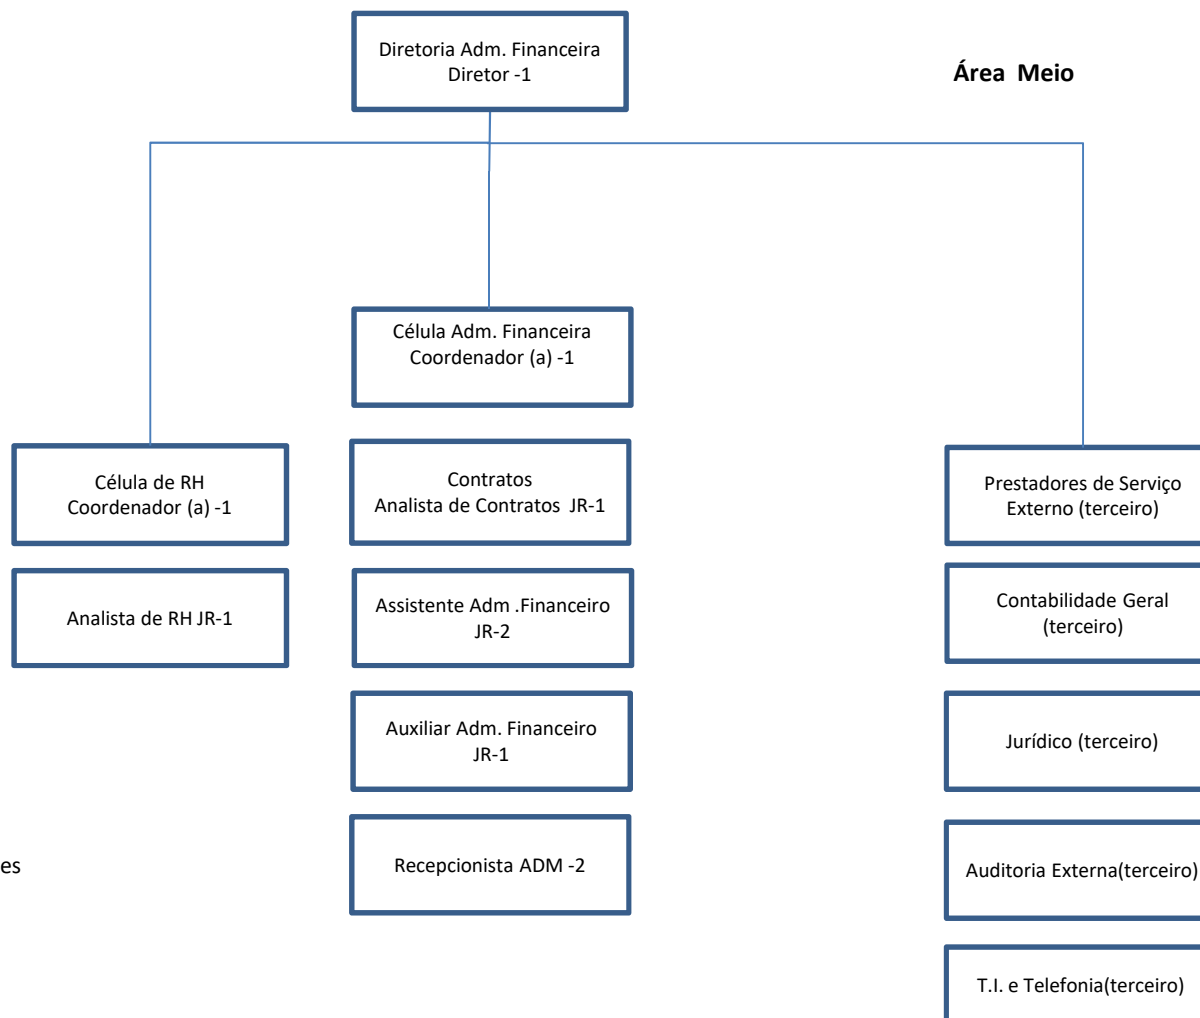 Diretoria Adm. Financeira
Diretor -1
Área Meio
Célula Adm. Financeira
Coordenador (a) -1
Célula de RH
Coordenador (a) -1
Contratos
Analista de Contratos JR-1
Prestadores de Serviço
Externo (terceiro)
Analista de RH JR-1
Assistente Adm .Financeiro
JR-2
Contabilidade Geral
(terceiro)
Auxiliar Adm. Financeiro
JR-1
Jurídico (terceiro)
es
Recepcionista ADM -2
Auditoria Externa(terceiro)
T.I. e Telefonia(terceiro)